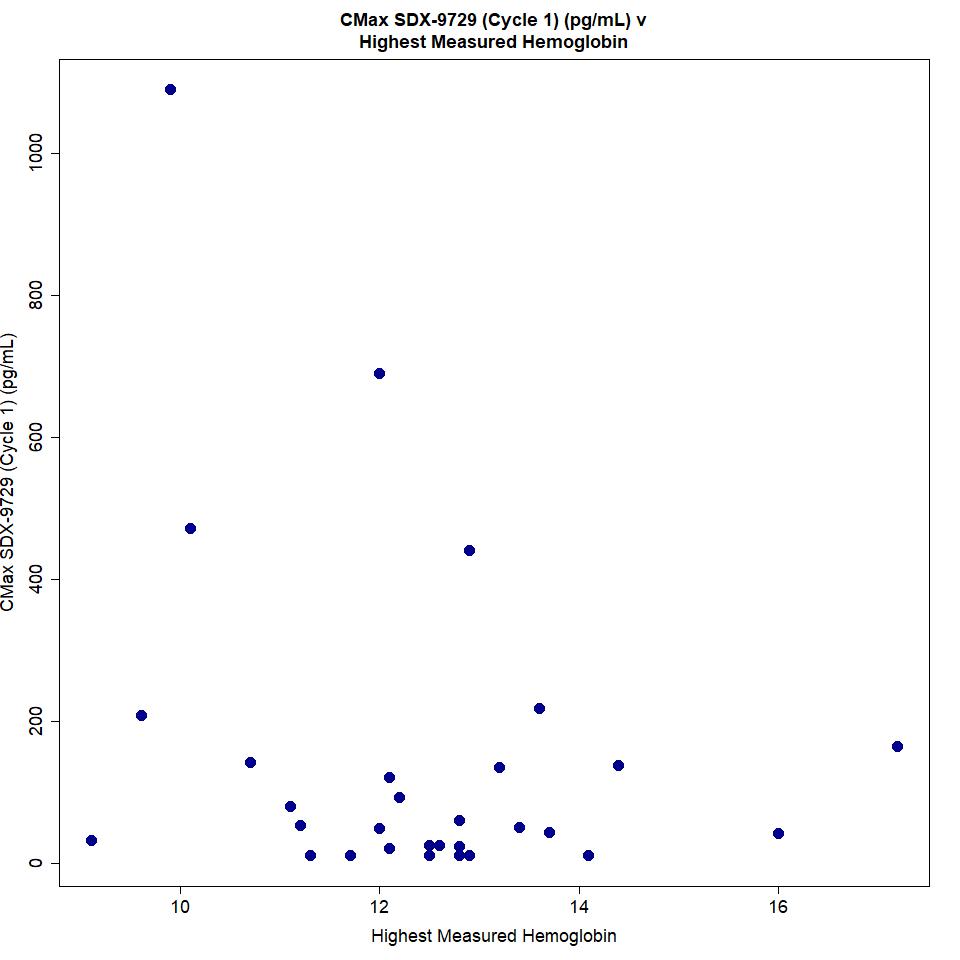 CMax SDX-9729 (Cycle 1) (pg/mL) v
Highest Measured Hemoglobin
CMax SDX-9729 (Cycle 1) (pg/mL)
1000
800
600
400
200
0
10 12 14 16
Highest Measured Hemoglobin